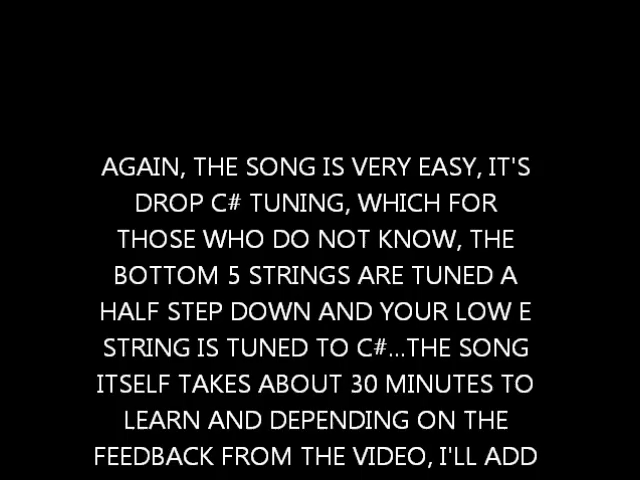 AGAIN, THE SONG IS VERY EASY, IT'S
DROP C# TUNING, WHICH FOR
THOSE WHO DO NOT KNOW, THE
BOTTOM 5 STRINGS ARE TUNED A
HALF STEP DOWN AND YOUR LOW E
STRING IS TUNED TO C#...THE SONG
ITSELF TAKES ABOUT 30 MINUTES TO
LEARN AND DEPENDING ON THE
FEEDBACK FROM THE VIDEO, I'LL ADD